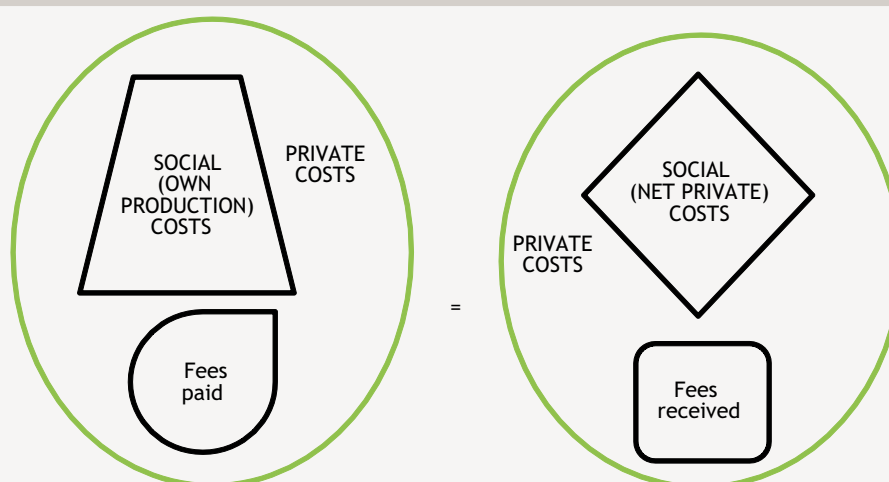 SOCIAL
(OWN
PRODUCTION)
COSTS
PRIVATE
COSTS
Fees
paid
=
SOCIAL
(NET PRIVATE)
COSTS
PRIVATE
COSTS
Fees
received